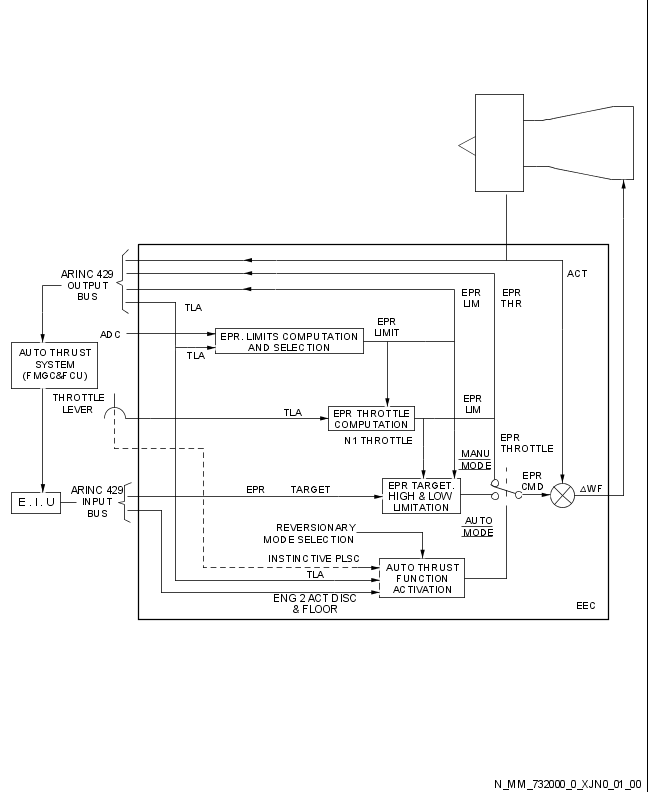 ACT
ARINC 429
OUTPUT
BUS
EPR
LIM
EPR
THR
TLA
EPR
LIMIT
ADC
EPR. LIMITS COMPUTATION
AND SELECTION
TLA
AUTO THRUST
SYSTEM
(FMGC&FCU)
THROTTLE
LEVER
TLA
EPR THROTTLE
COMPUTATION
EPR
LIM
N1 THROTTLE
EPR
THROTTLE
MANU
MODE
EPR
CMD
E.I.U
ARINC 429
INPUT
BUS
EPR TARGET
EPR TARGET.
HIGH & LOW
LIMITATION
△WF
AUTO
MODE
REVERSIONARY
MODE SELECTION
INSTINCTIVE PLSC
TLA
AUTO THRUST
FUNCTION
ACTIVATION
ENG 2 ACT DISC
& FLOOR
EEC
N_MM_732000_0_XJN0_01_00